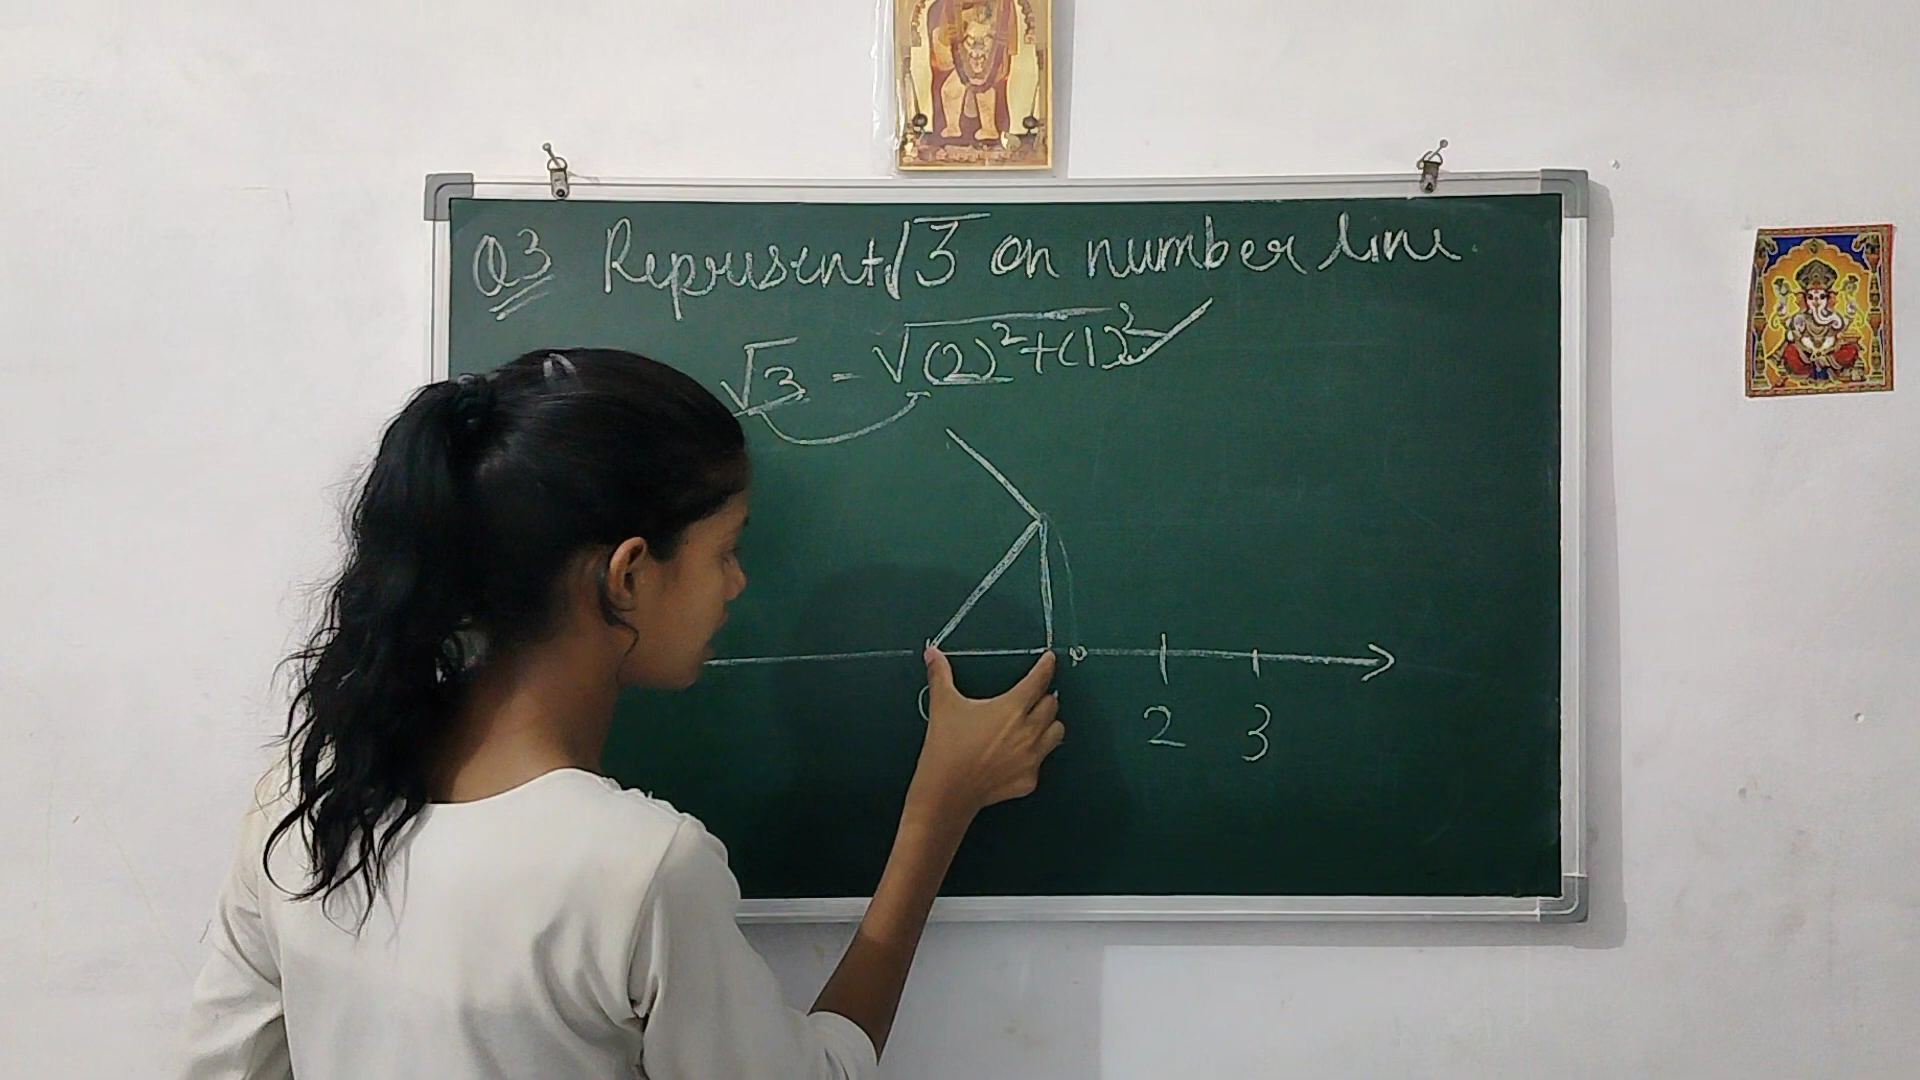 Q3 Represent √3 on number line.
√3 - √(2)²+(1)²
2 3